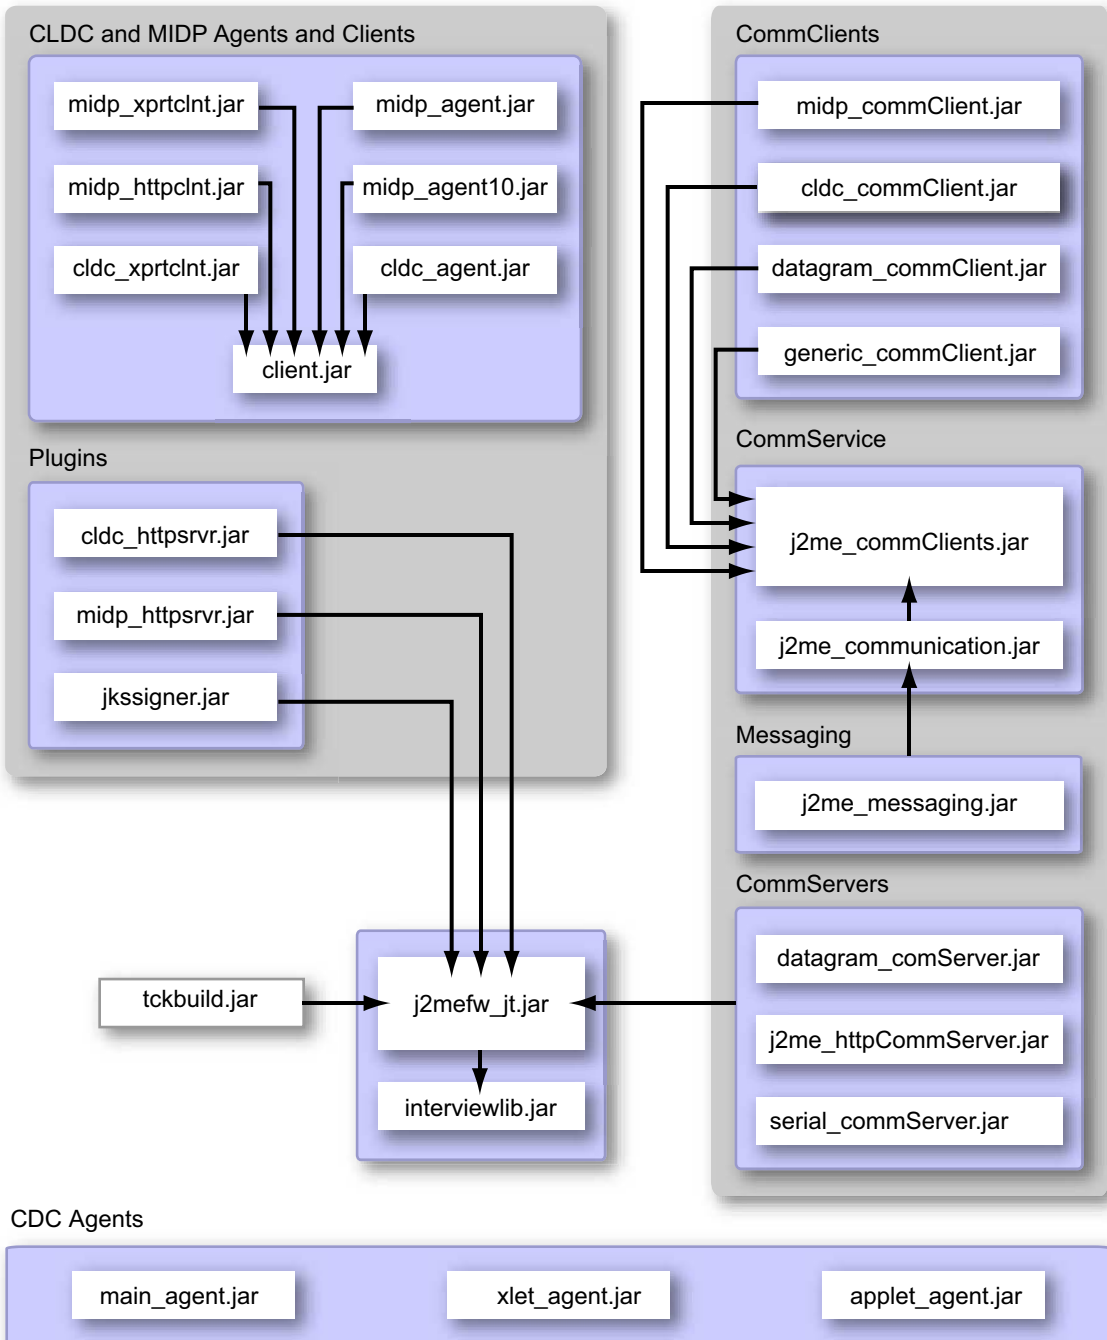 CLDC and MIDP Agents and Clients
midp_xprtclnt.jar
midp_agent.jar
midp_httpclnt.jar
midp_agent10.jar
cldc_xprtclnt.jar
cldc_agent.jar
client.jar
Plugins
cldc_httpsrvr.jar
midp_httpsrvr.jar
jkssigner.jar
CommClients
midp_commClient.jar
cldc_commClient.jar
datagram_commClient.jar
generic_commClient.jar
CommService
j2me_commClients.jar
j2me_communication.jar
Messaging
j2me_messaging.jar
CommServers
datagram_comServer.jar
j2me_httpCommServer.jar
serial_commServer.jar
tckbuild.jar
j2mefw_jt.jar
interviewlib.jar
CDC Agents
main_agent.jar
xlet_agent.jar
applet_agent.jar